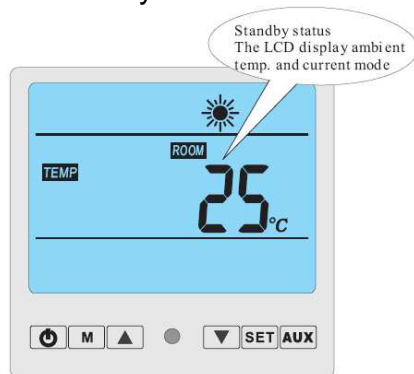 Standby status
The LCD display ambient
temp. and current mode
ROOM
TEMP
25°C
M
SET
AUX